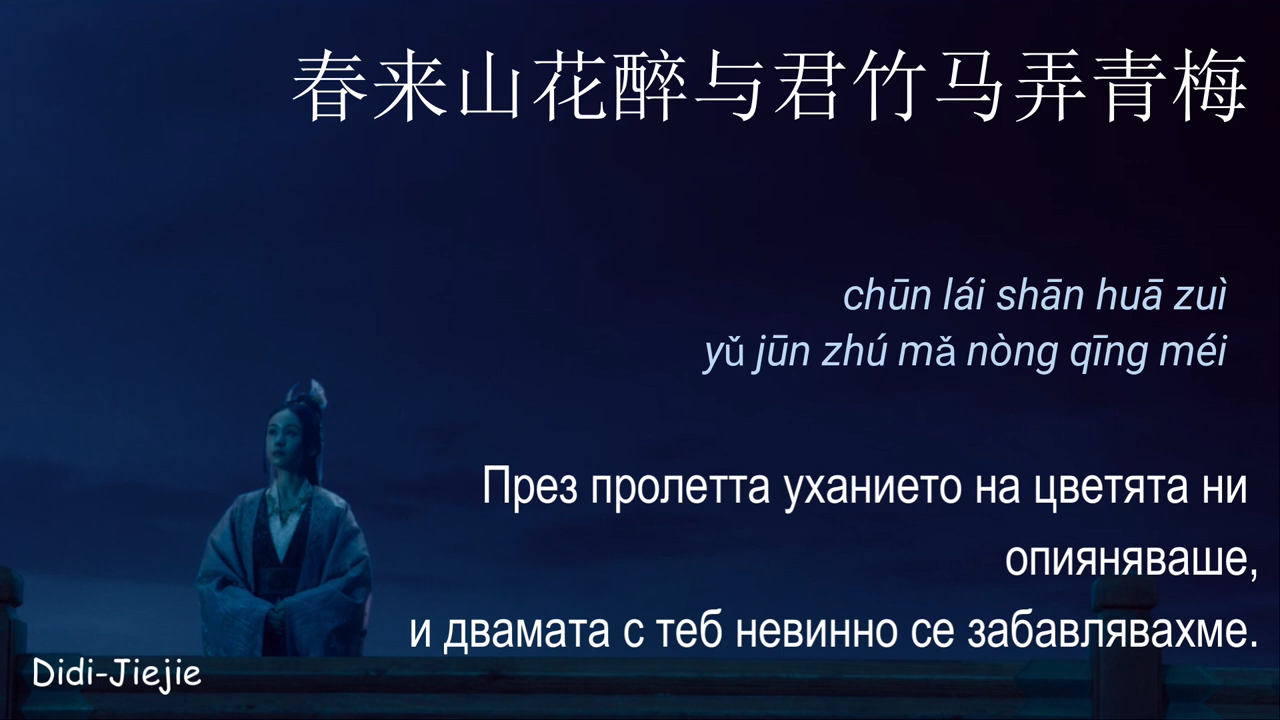 春来山花醉与君竹马弄青梅
chūn lái shān huā zuì
yǔ jūn zhú mǎ nòng qīng méi
През пролетта уханието на цветята ни
опияняваше,
и двамата с теб невинно се забавлявахме.
Didi-Jiejie